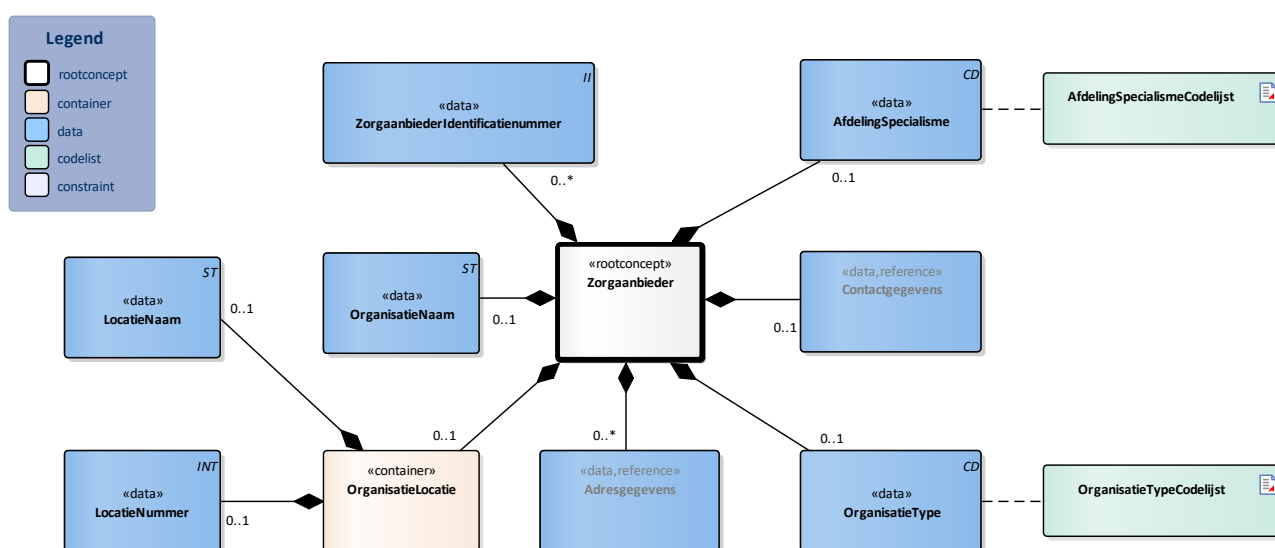 Legend
rootconcept
container
data
codelist
constraint
II
«data»
ZorgaanbiederIdentificatienummer
0..*
CD
«data»
AfdelingSpecialisme
0..1
AfdelingSpecialismeCodelijst
«rootconcept»
Zorgaanbieder
ST
«data»
LocatieNaam
0..1
ST
«data»
OrganisatieNaam
0..1
«data,reference»
Contactgegevens
0..1
INT
«data»
LocatieNummer
0..1
0..1
«container»
OrganisatieLocatie
0..*
«data,reference»
Adresgegevens
0..1
CD
«data»
OrganisatieType
OrganisatieTypeCodelijst